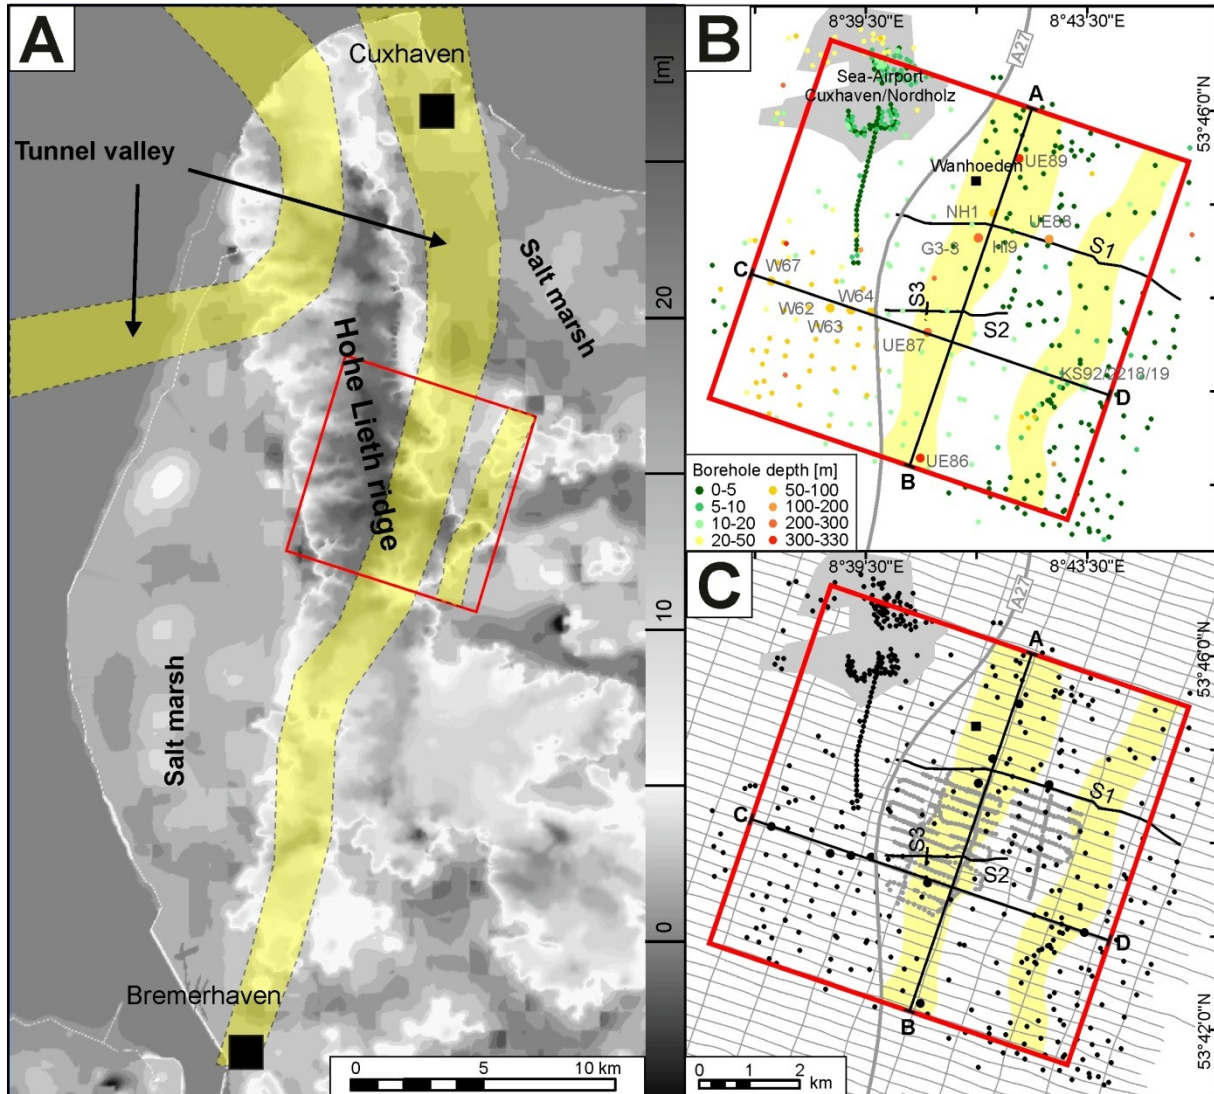 A
Cuxhaven
Tunnel valley
Salt marsh
Hohe Lieth ridge
Salt marsh
Bremerhaven
0 5 10 km
[m]
20
10
0
B
8°39'30"E
8°43'30"E
A27
53°46'0"N
Sea-Airport
Cuxhaven/Nordholz
A
Wanhoeden
UE89
NH1
UE88
G3-3
HI9
S1
C
W67
W64
W62
W63
S3
S2
UE87
KS92/2218/19
D
UE86
B
Borehole depth [m]
0-5
5-10
10-20
20-50
50-100
100-200
200-300
300-330
C
8°39'30"E
8°43'30"E
A27
53°46'0"N
A
S1
C
S3
S2
D
B
53°42'0"N
0 1 2
km